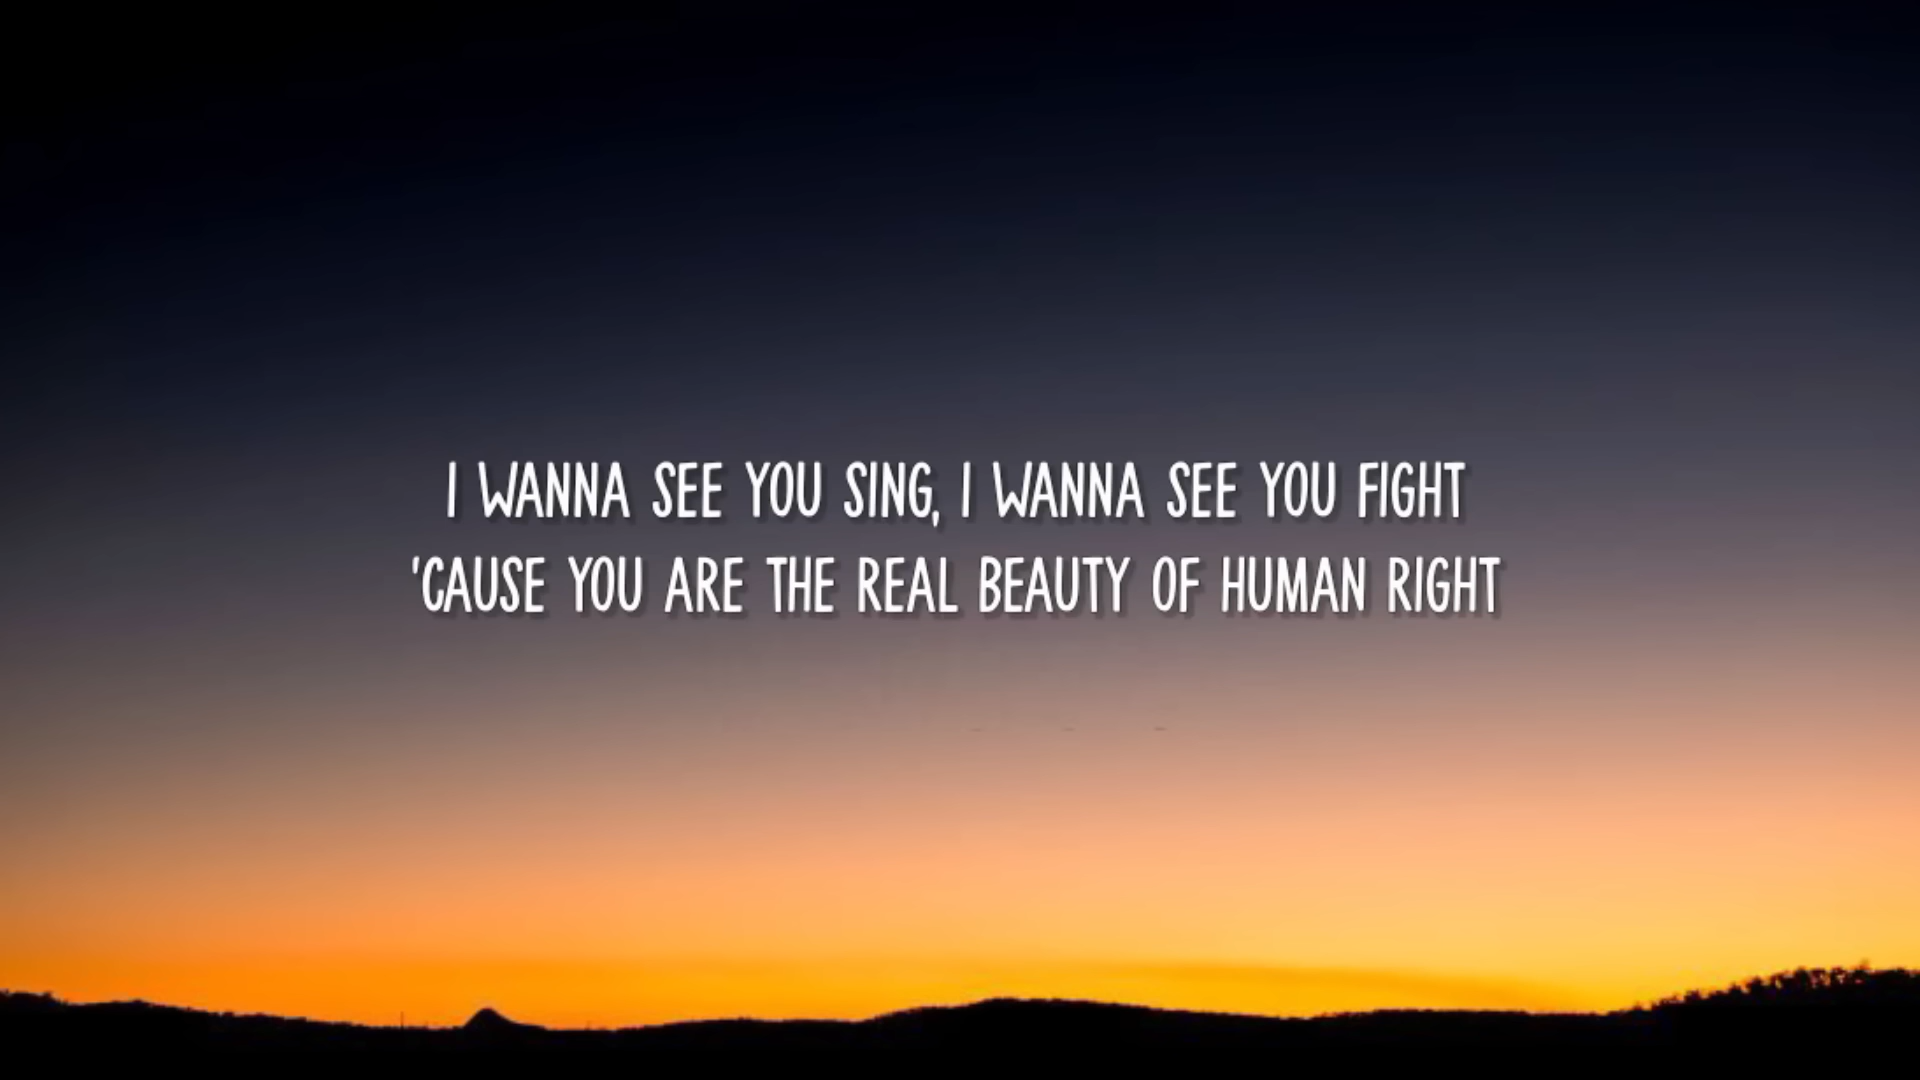 I WANNA SEE YOU SING, I WANNA SEE YOU FIGHT
'CAUSE YOU ARE THE REAL BEAUTY OF HUMAN RIGHT